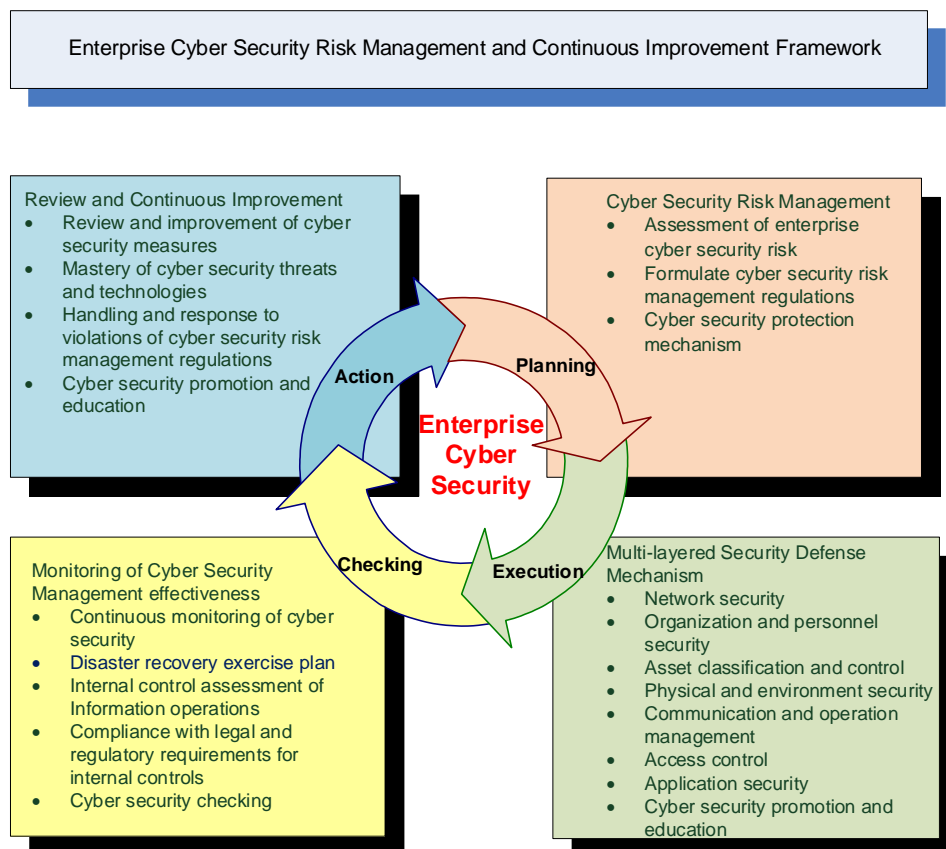 Enterprise Cyber Security Risk Management and Continuous Improvement Framework
Review and Continuous Improvement
• Review and improvement of cyber
security measures
• Mastery of cyber security threats
and technologies
• Handling and response to
violations of cyber security risk
management regulations
• Cyber security promotion and
education
Cyber Security Risk Management
• Assessment of enterprise
cyber security risk
• Formulate cyber security risk
management regulations
• Cyber security protection
mechanism
Action
Planning
Enterprise
Cyber
Security
Checking
Execution
Monitoring of Cyber Security
Management effectiveness
• Continuous monitoring of cyber
security
• Disaster recovery exercise plan
• Internal control assessment of
Information operations
• Compliance with legal and
regulatory requirements for
internal controls
• Cyber security checking
Multi-layered Security Defense
Mechanism
• Network security
• Organization and personnel
security
• Asset classification and control
• Physical and environment security
• Communication and operation
management
• Access control
• Application security
• Cyber security promotion and
education